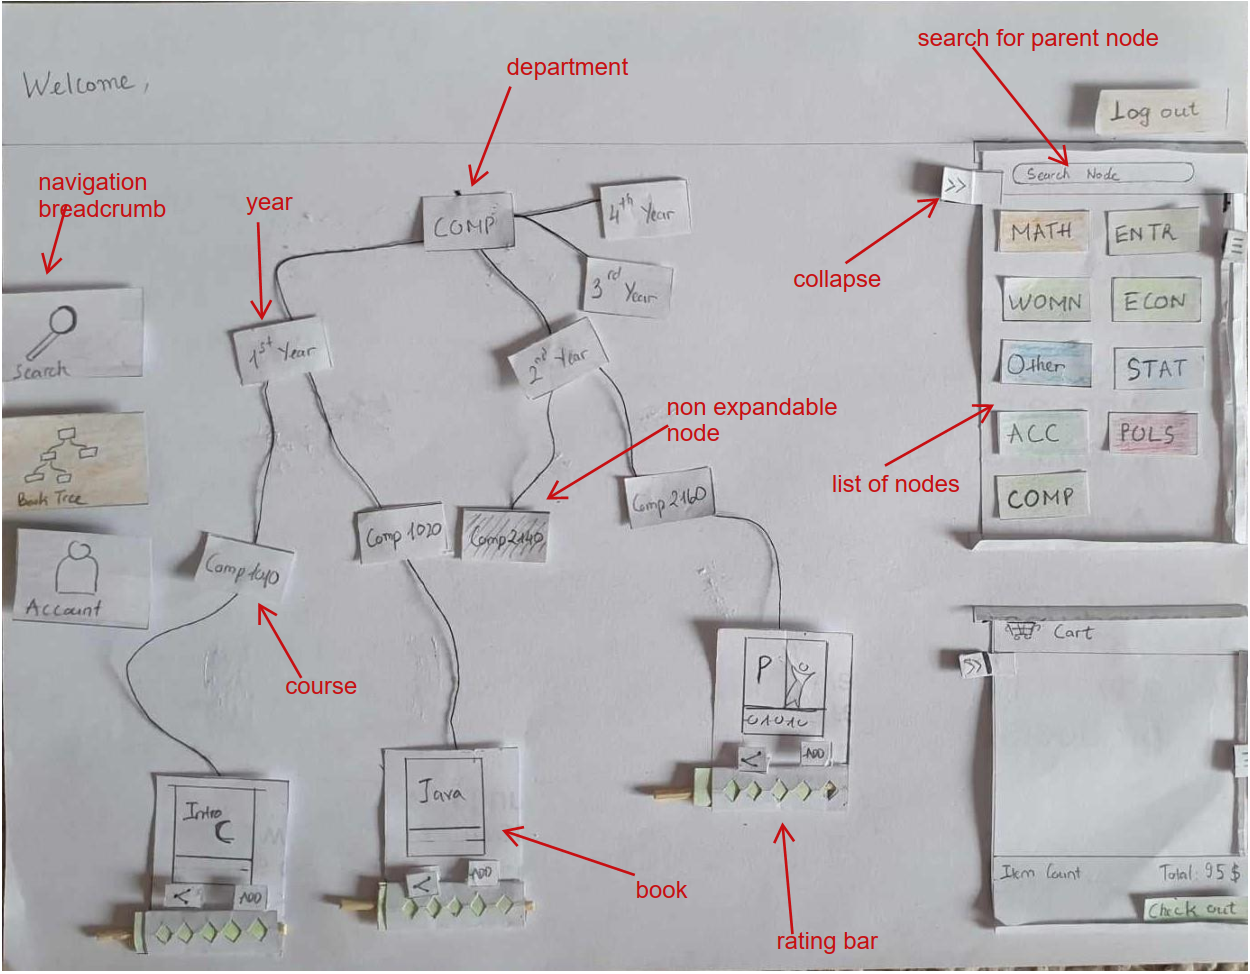 search for parent node
department
Welcome,
Log out
navigation
breadcrumb
year
Search Node
>>
4th Year
COMP
MATH
ENTR
collapse
3rd Year
WOMN
ECON
1st Year
2nd Year
Search
Other
STAT
non expandable
node
ACC
POLS
list of nodes
Book Tree
COMP
Comp 2160
Comp 1020
Comp 2140
Comp 1010
Account
Cart
>>
course
P
01010
ADD
Java
Intro
C
book
ADD
Item Count
Total: 95$
ADD
Check out
rating bar